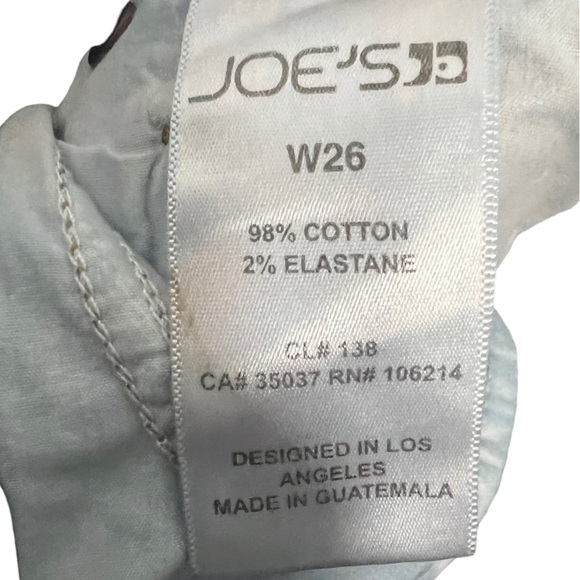 JOE'S
W26
98% COTTON
2% ELASTANE
CL# 138
CA# 35037 RN# 106214
DESIGNED IN LOS
ANGELES
MADE IN GUATEMALA